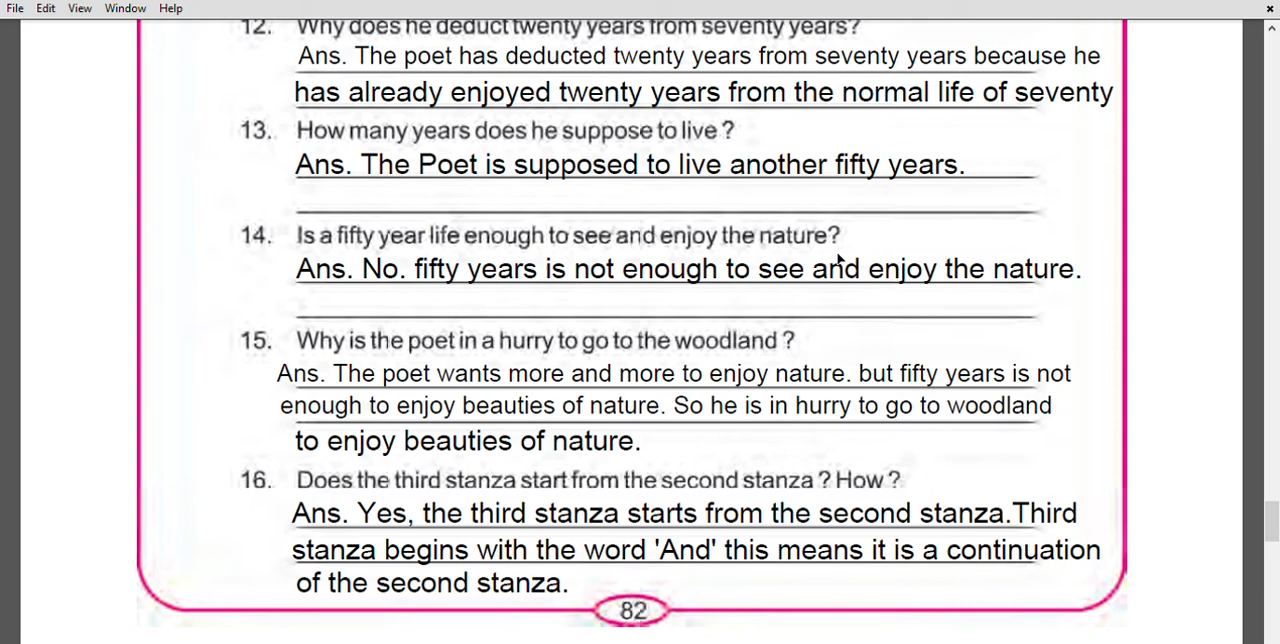 File Edit View Window Help
12. Why does he deduct twenty years from seventy years?
Ans. The poet has deducted twenty years from seventy years because he
has already enjoyed twenty years from the normal life of seventy
13. How many years does he suppose to live ?
Ans. The Poet is supposed to live another fifty years.
14. Is a fifty year life enough to see and enjoy the nature?
Ans. No. fifty years is not enough to see and enjoy the nature.
15. Why is the poet in a hurry to go to the woodland ?
Ans. The poet wants more and more to enjoy nature. but fifty years is not
enough to enjoy beauties of nature. So he is in hurry to go to woodland
to enjoy beauties of nature.
16. Does the third stanza start from the second stanza ? How ?
Ans. Yes, the third stanza starts from the second stanza.Third
stanza begins with the word 'And' this means it is a continuation
of the second stanza.
82